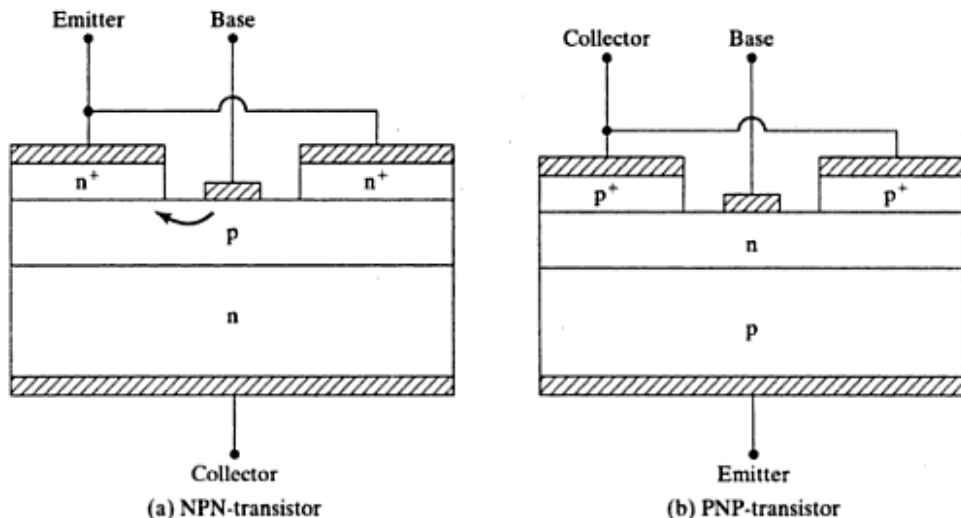 Emitter Base
n+ n+
p
n
Collector
(a) NPN-transistor
Collector Base
p+ p+
n
p
Emitter
(b) PNP-transistor